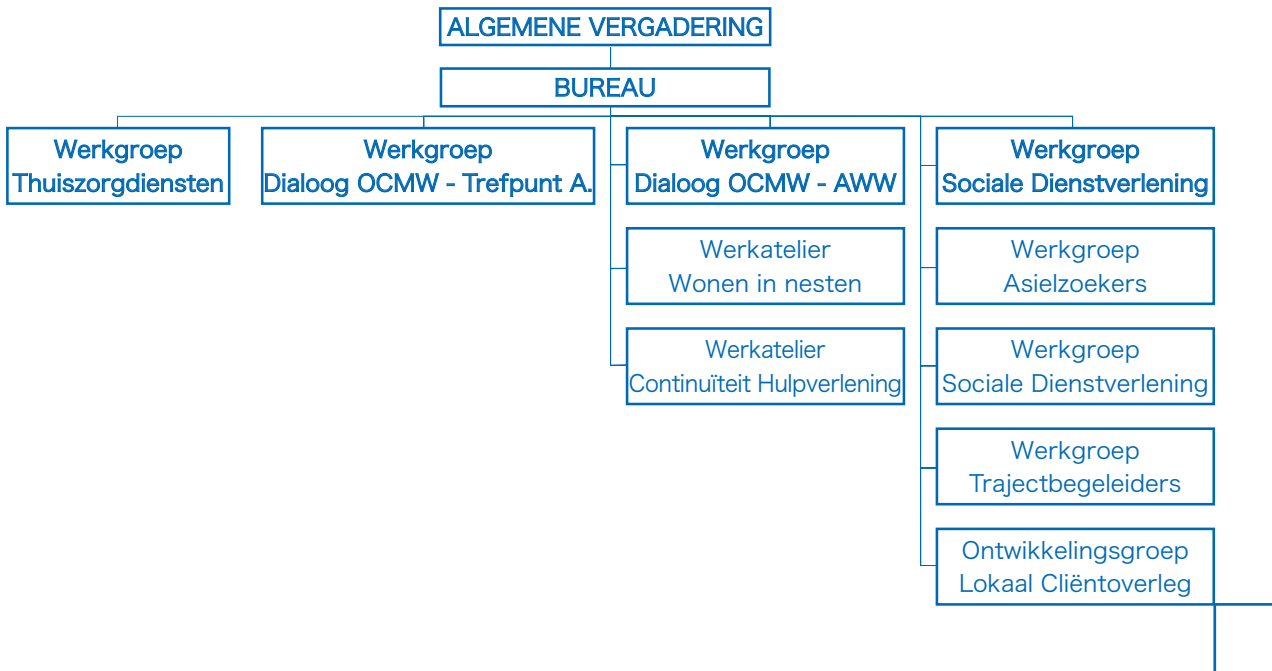 ALGEMENE VERGADERING
BUREAU
Werkgroep
Thuiszorgdiensten
Werkgroep
Dialoog OCMW - Trefpunt A.
Werkgroep
Dialoog OCMW - AWW
Werkatelier
Wonen in nesten
Werkatelier
Continuïteit Hulpverlening
Werkgroep
Sociale Dienstverlening
Werkgroep
Asielzoekers
Werkgroep
Sociale Dienstverlening
Werkgroep
Trajectbegeleiders
Ontwikkelingsgroep
Lokaal Cliëntoverleg